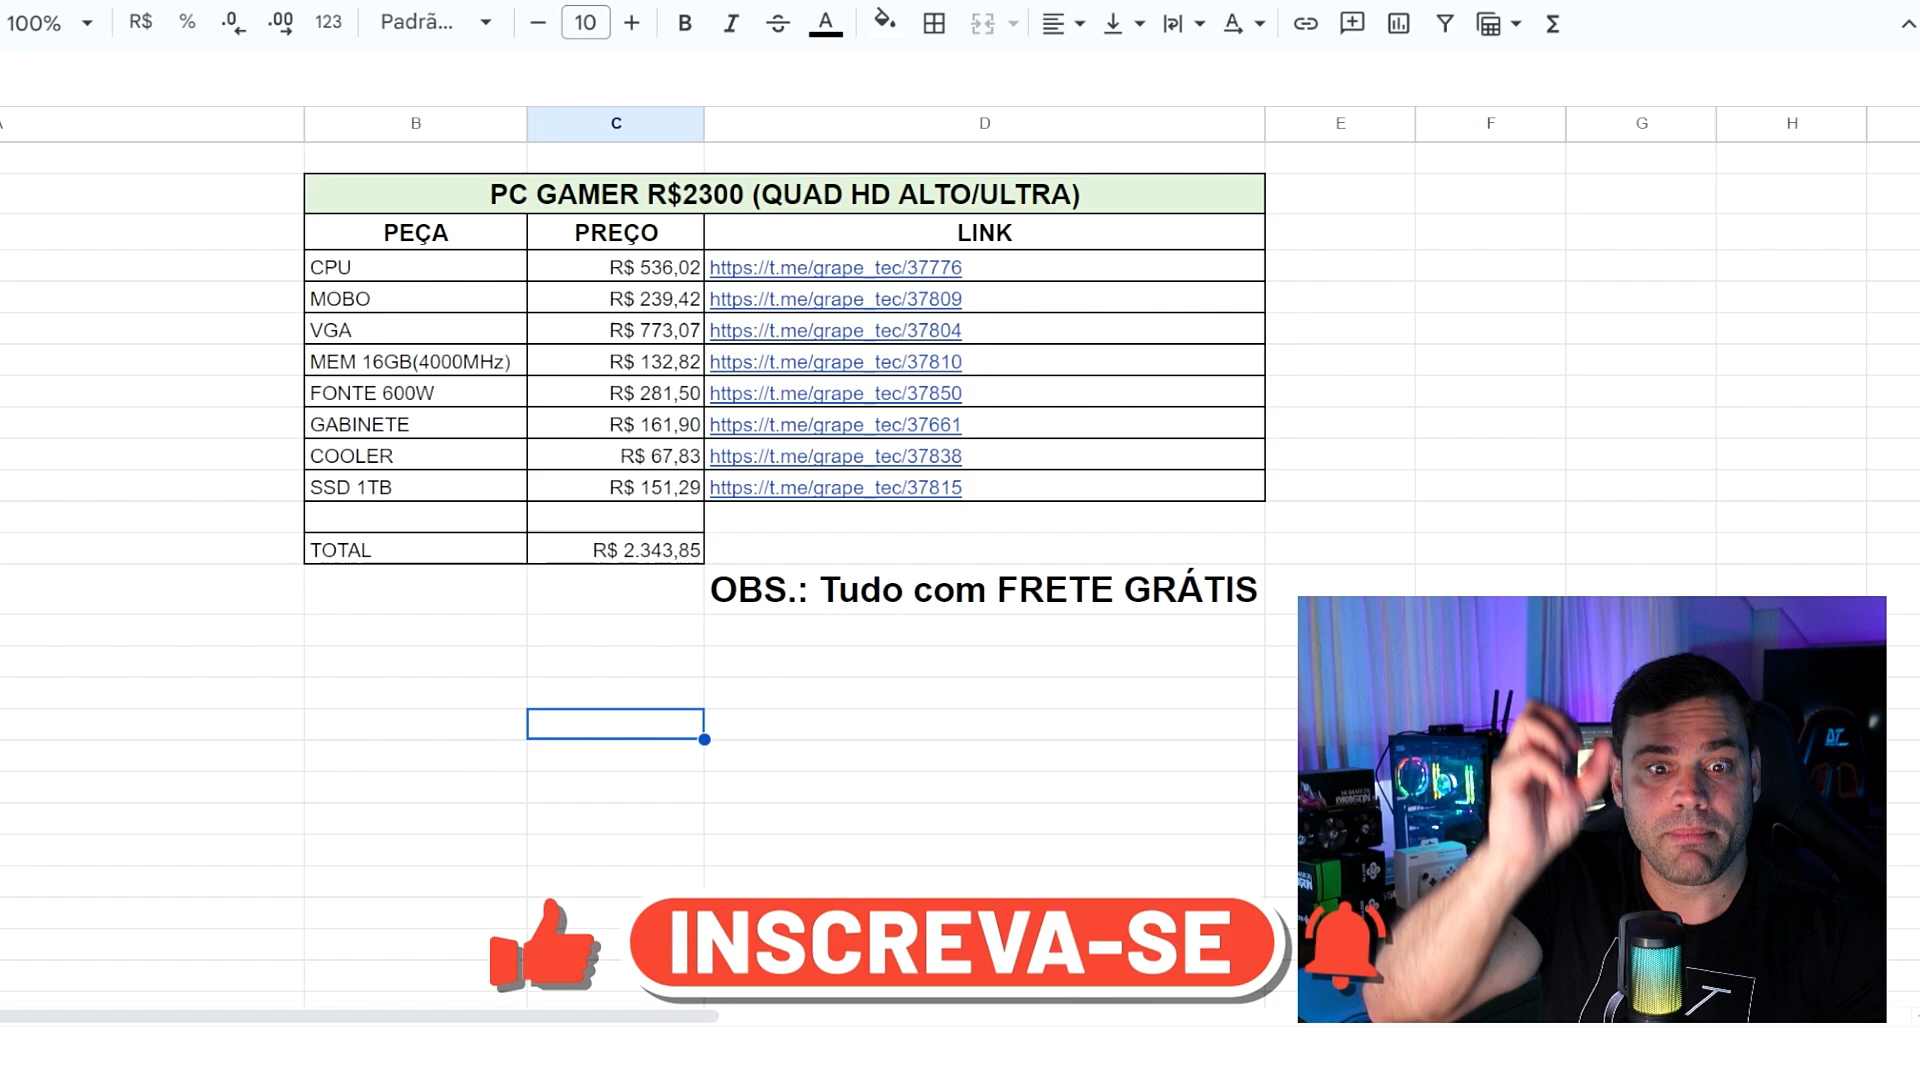 100% R$ % .0 .00 123 Padrã... 10 B I A A Σ
B C D E F G H
PC GAMER R$2300 (QUAD HD ALTO/ULTRA)
PEÇA PREÇO LINK
CPU R$ 536,02 https://t.me/grape_tec/37776
MOBO R$ 239,42 https://t.me/grape_tec/37809
VGA R$ 773,07 https://t.me/grape_tec/37804
MEM 16GB(4000MHz) R$ 132,82 https://t.me/grape_tec/37810
FONTE 600W R$ 281,50 https://t.me/grape_tec/37850
GABINETE R$ 161,90 https://t.me/grape_tec/37661
COOLER R$ 67,83 https://t.me/grape_tec/37838
SSD 1TB R$ 151,29 https://t.me/grape_tec/37815
TOTAL R$ 2.343,85
OBS.: Tudo com FRETE GRÁTIS
DT
DRAGON
INSCREVA-SE